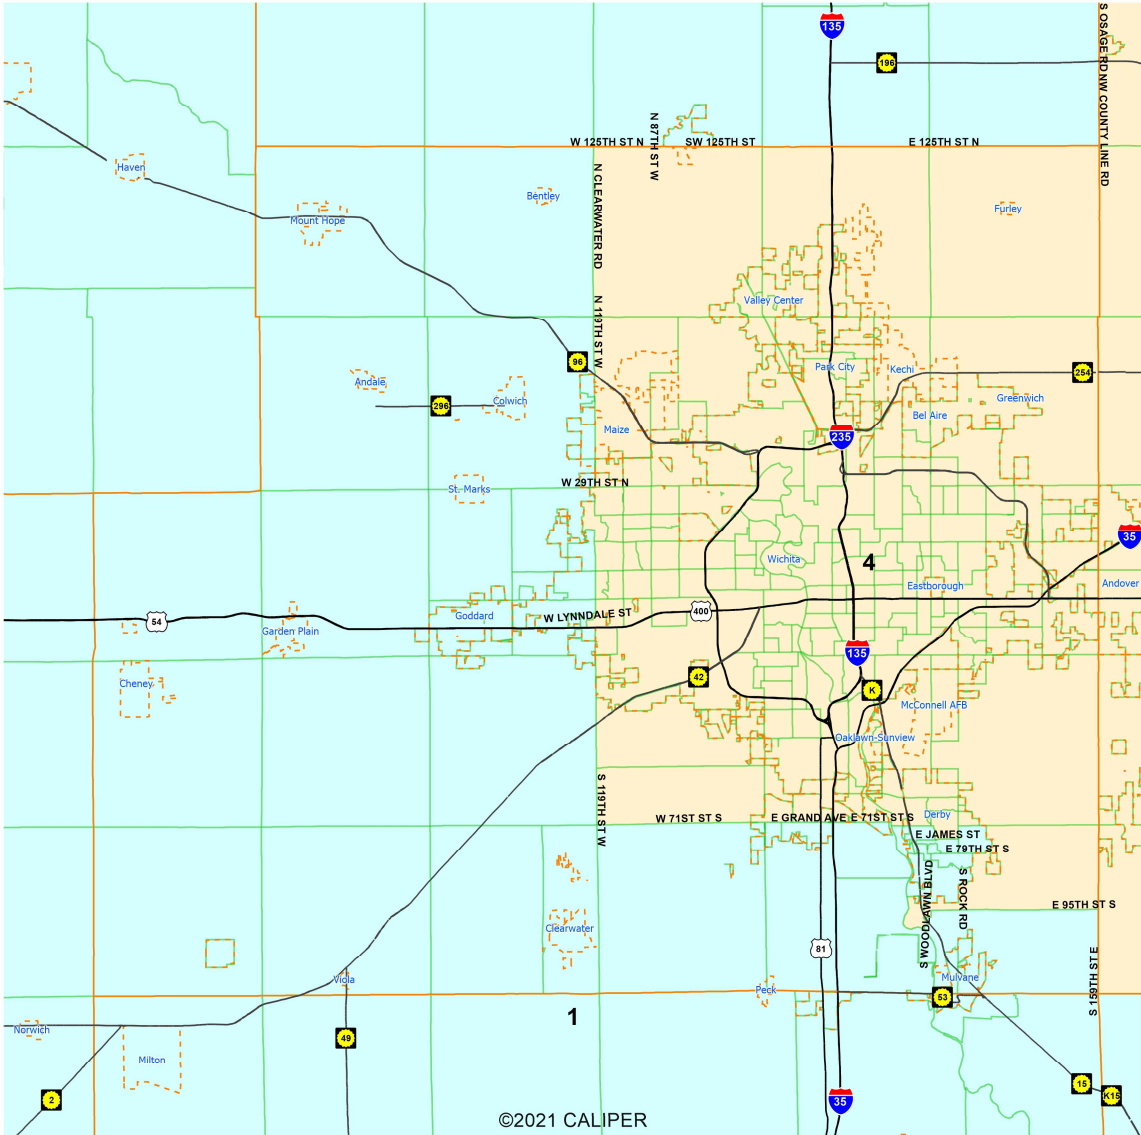 135
196
S OSAGE RD
NW COUNTY LINE RD
W 125TH ST N
SW 125TH ST
E 125TH ST N
N 87TH ST W
Haven
N CLEARWATER RD
Bentley
Furley
Mount Hope
Valley Center
N 119TH ST W
96
Park City
Kechi
254
Andale
296
Colwich
Greenwich
Bel Aire
Maize
235
W 29TH ST N
St. Marks
35
Wichita
4
Eastborough
Andover
400
54
Goddard
W LYNNDALE ST
Garden Plain
135
42
K
Cheney
McConnell AFB
Oaklawn-Sunview
S 119TH ST W
W 71ST ST S
E GRAND AVE
E 71ST ST S
Derby
E JAMES ST
E 79TH ST S
S WOODLAWN BLVD
S ROCK RD
E 95TH ST S
Clearwater
81
S 159TH ST E
Viola
Peck
Mulvane
53
1
Norwich
49
Milton
2
35
15
K15
©2021 CALIPER